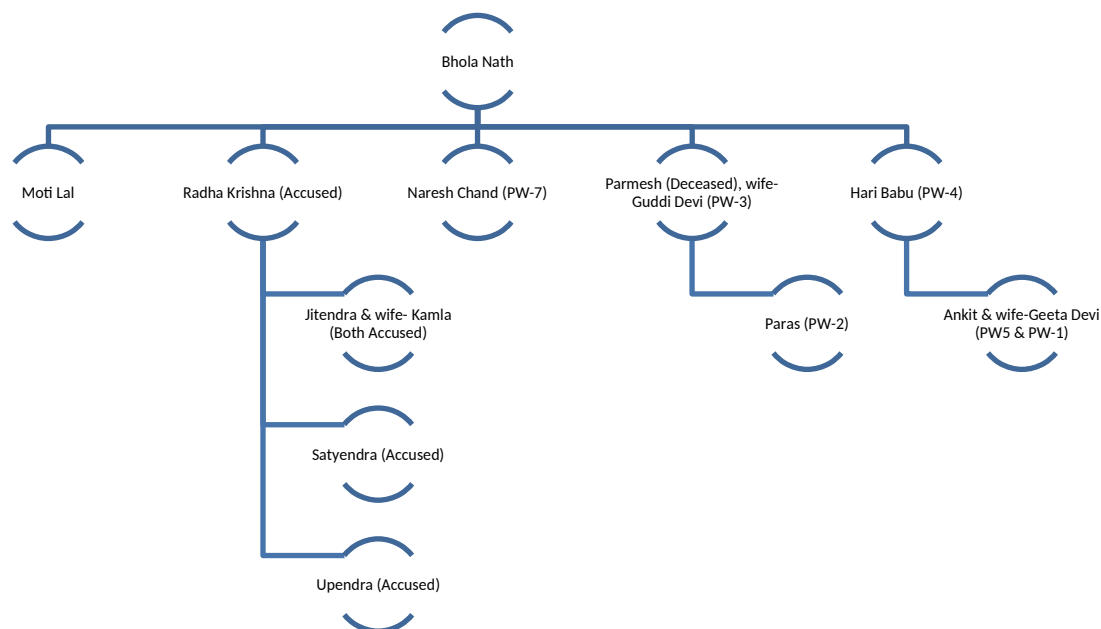 Bhola Nath
Moti Lal
Radha Krishna (Accused)
Naresh Chand (PW-7)
Parmesh (Deceased), wife-
Guddi Devi (PW-3)
Hari Babu (PW-4)
Jitendra & wife- Kamla
(Both Accused)
Paras (PW-2)
Ankit & wife-Geeta Devi
(PW5 & PW-1)
Satyendra (Accused)
Upendra (Accused)